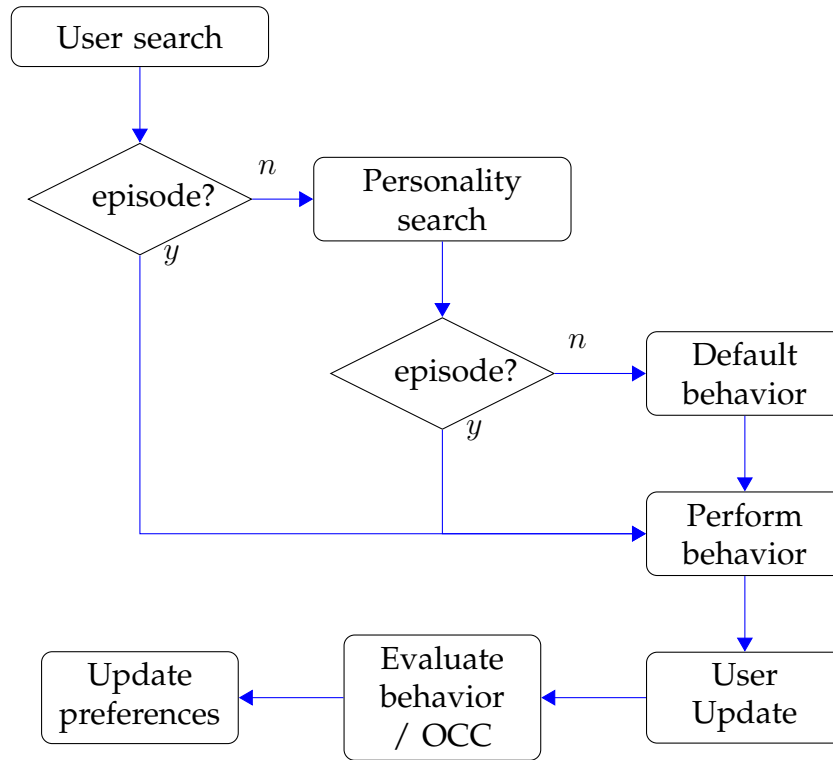 User search
episode?
n
y
Personality
search
episode?
n
y
Default
behavior
Perform
behavior
User
Update
Evaluate
behavior
/ OCC
Update
preferences